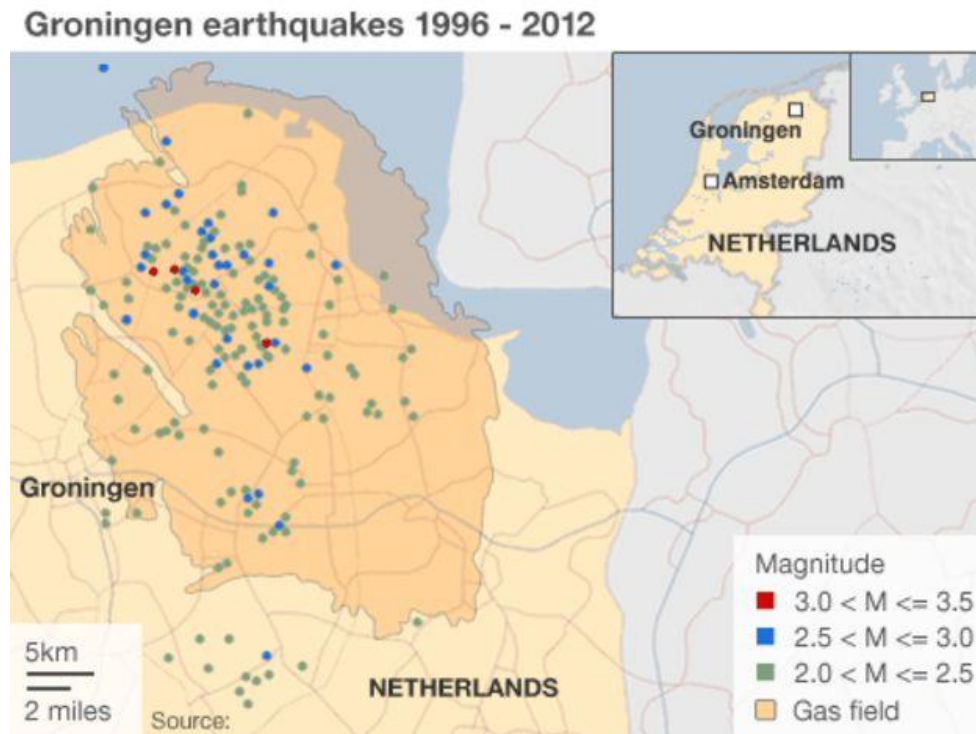 Groningen earthquakes 1996 - 2012
Groningen
Amsterdam
NETHERLANDS
Groningen
Magnitude
3.0 < M <= 3.5
2.5 < M <= 3.0
2.0 < M <= 2.5
Gas field
5km
2 miles
NETHERLANDS
Source: